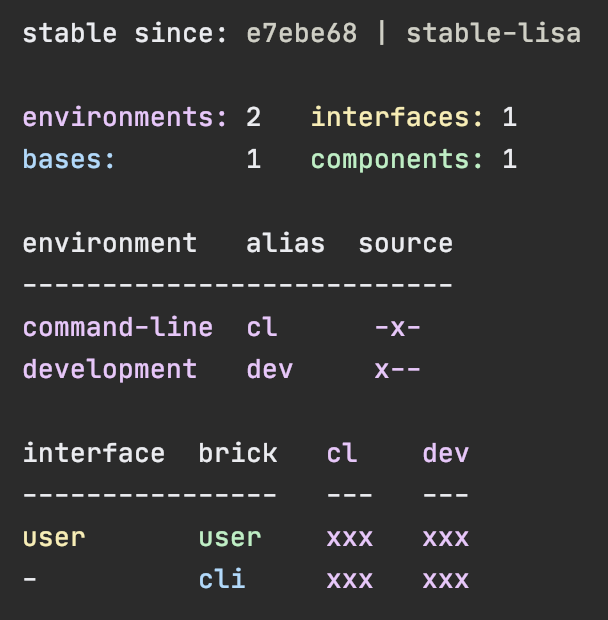 stable since: e7ebe68 | stable-lisa
environments: 2   interfaces: 1
bases:        1   components: 1
environment   alias  source
---------------------------
command-line  cl      -x-
development   dev     x--
interface  brick   cl    dev
----------------   ---   ---
user       user    xxx   xxx
-          cli     xxx   xxx